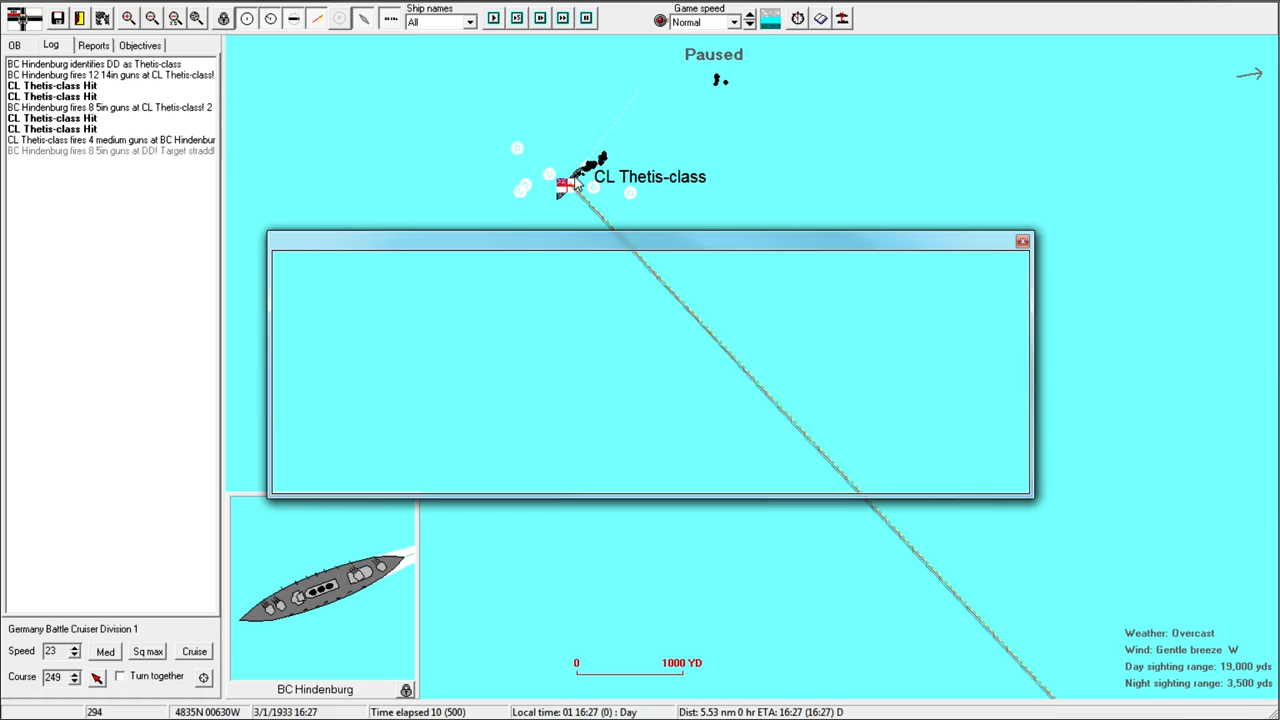 Ship names
All
Game speed
Normal
OB
Log
Reports
Objectives
BC Hindenburg identifies DD as Thetis-class
BC Hindenburg fires 12 14in guns at CL Thetis-class!
CL Thetis-class Hit
CL Thetis-class Hit
BC Hindenburg fires 8 5in guns at CL Thetis-class! 2
CL Thetis-class Hit
CL Thetis-class Hit
CL Thetis-class fires 4 medium guns at BC Hindenbur
BC Hindenburg fires 8 5in guns at DD! Target straddl
Paused
CL Thetis-class
Germany Battle Cruiser Division 1
Speed 23 Med Sq max Cruise
Course 249 Turn together
BC Hindenburg
0 1000 YD
Weather: Overcast
Wind: Gentle breeze W
Day sighting range: 19,000 yds
Night sighting range: 3,500 yds
294 4835N 00630W 3/1/1933 16:27 Time elapsed 10 (500) Local time: 01 16:27 (0) : Day Dist: 5.53 nm 0 hr ETA: 16:27 (16:27) D